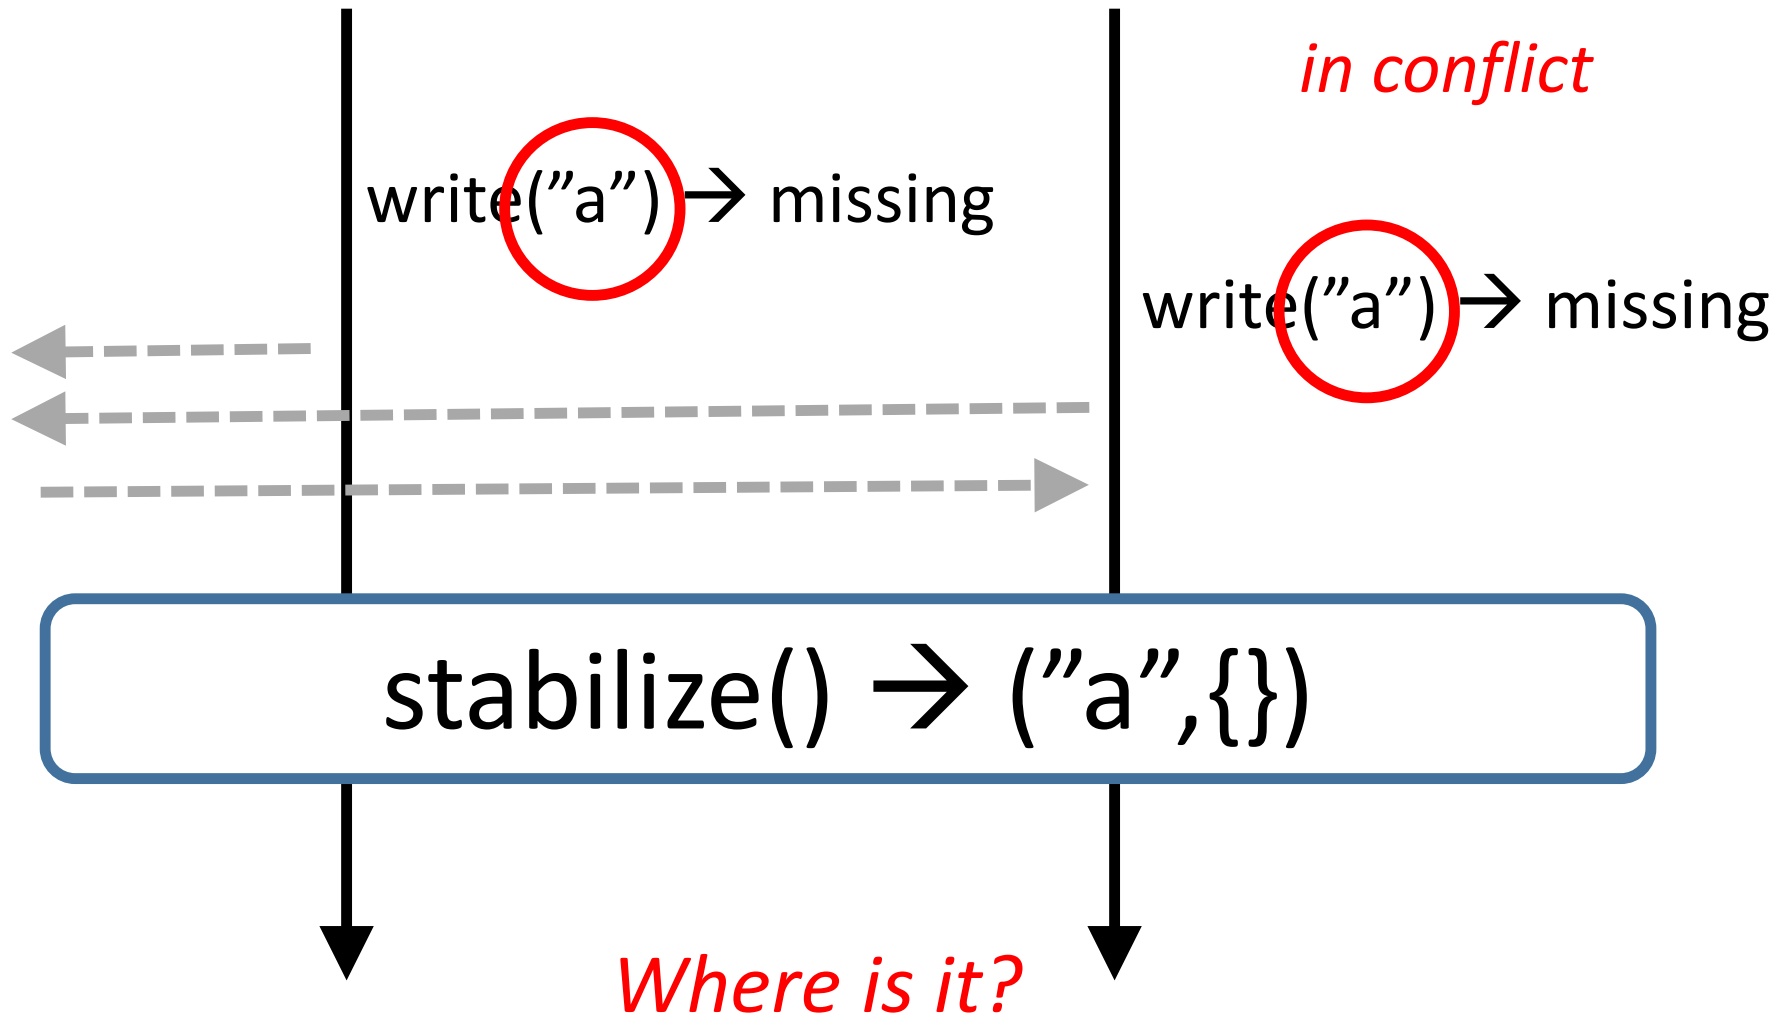 in conflict
write(”a”) → missing
write(”a”) → missing
stabilize() → (”a”,{})
Where is it?